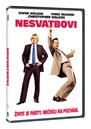 OWEN WILSON VINCE VAUGHN
CHRISTOPHER WALKEN
NESVATBOVI
ŽIVOT JE PÁRTY. NEČEKEJ NA POZVÁNÍ.